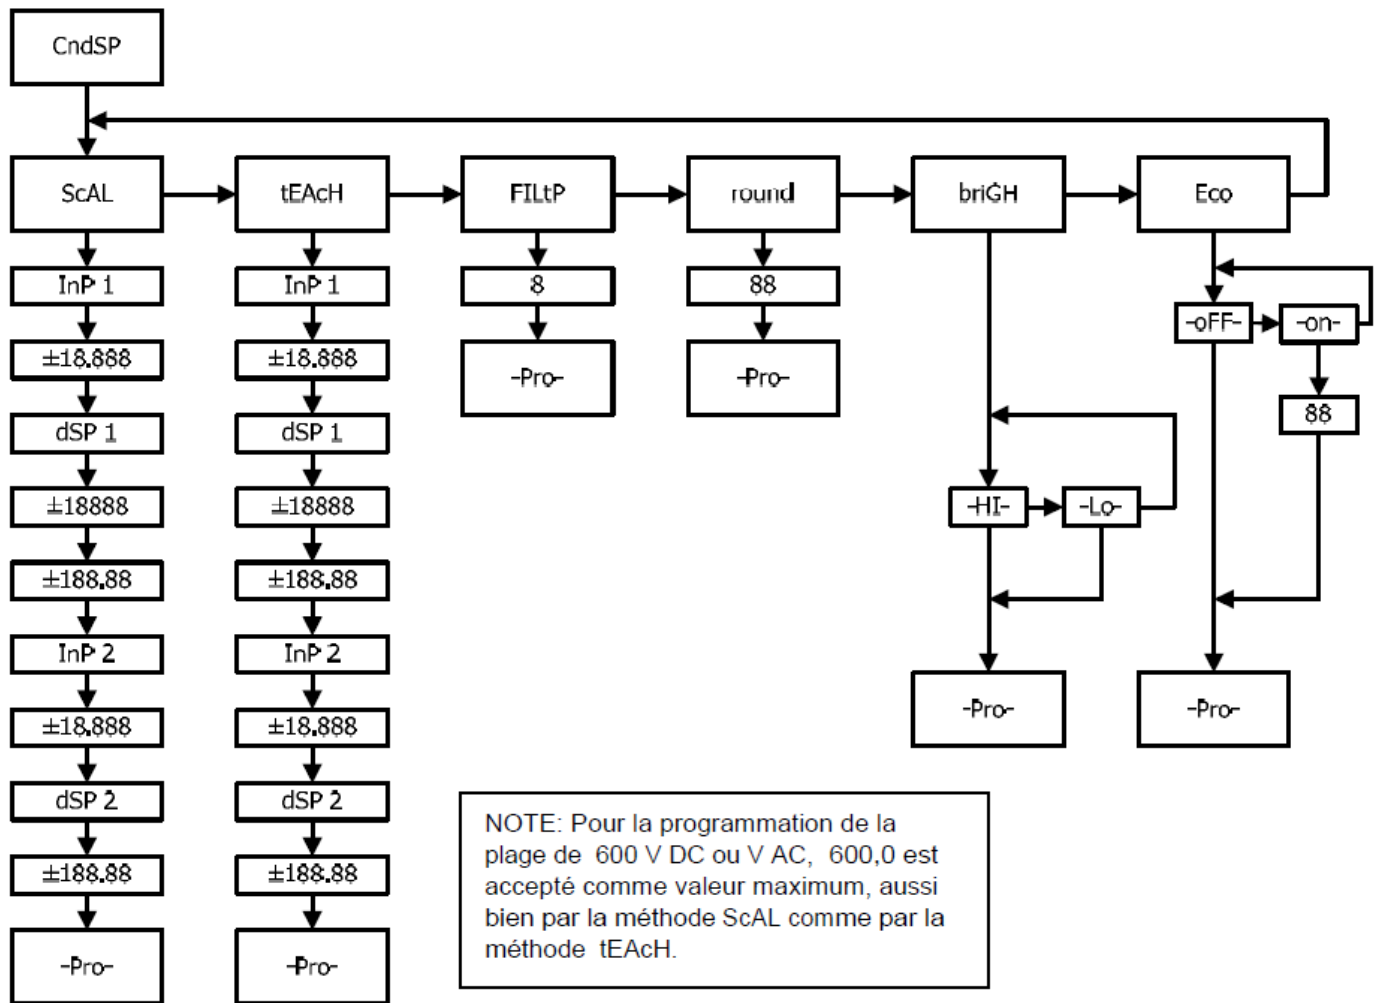 CndSP
ScAL
tEAcH
FILtP
round
briGH
Eco
InP 1
InP 1
8
88
-oFF-
-on-
±18.888
±18.888
-Pro-
-Pro-
88
dSP 1
dSP 1
±18888
±18888
-HI-
-Lo-
±188.88
±188.88
InP 2
InP 2
±18.888
±18.888
-Pro-
-Pro-
dSP 2
dSP 2
±188.88
±188.88
-Pro-
-Pro-
NOTE: Pour la programmation de la
plage de 600 V DC ou V AC, 600,0 est
accepté comme valeur maximum, aussi
bien par la méthode ScAL comme par la
méthode tEAcH.